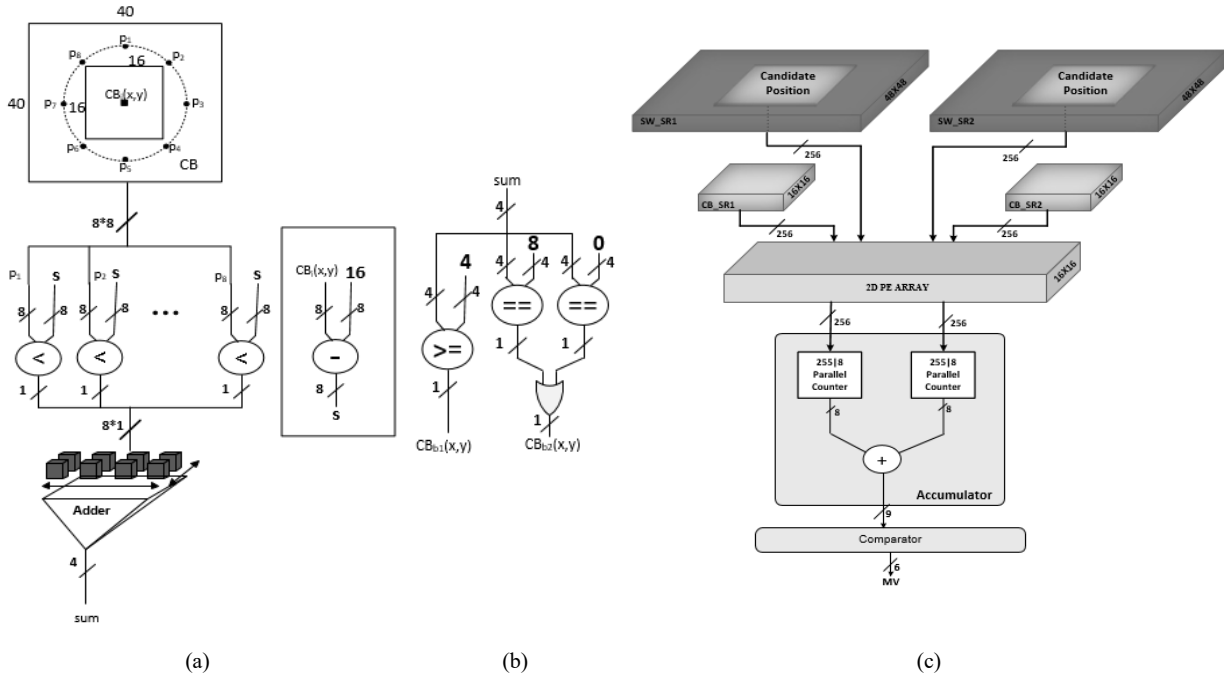 40
40
p₁
p₈
p₂
16
p₇
16
CBᵢ(x,y)
p₃
p₆
p₄
p₅
CB
8*8
p₁
S
p₂
S
p₈
S
8
8
8
8
8
8
...
<
<
<
1
1
1
8*1
Adder
4
sum
CBᵢ(x,y)
16
8
8
-
8
S
(a)
sum
4
4
8
0
4
4
4
4
4
4
>=
==
==
1
1
1
1
CBb1(x,y)
CBb2(x,y)
(b)
Candidate
Position
48X48
SW_SR1
Candidate
Position
48X48
SW_SR2
256
256
CB_SR1
16X16
CB_SR2
16X16
256
256
2D PE ARRAY
16X16
256
256
255|8
Parallel
Counter
255|8
Parallel
Counter
8
8
+
Accumulator
9
Comparator
6
MV
(c)